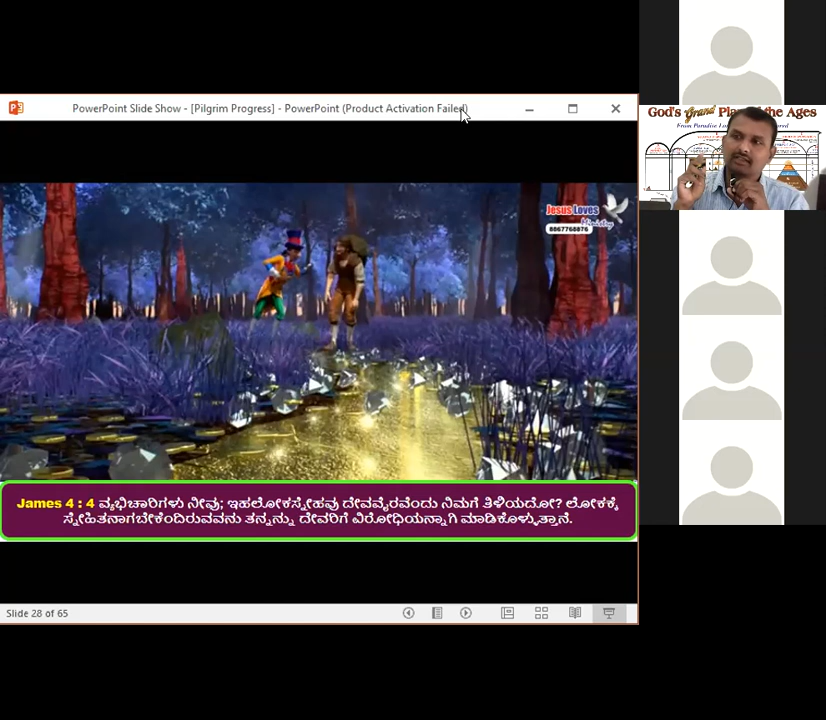 PowerPoint Slide Show - [Pilgrim Progress] - PowerPoint (Product Activation Failed)
God's Grand Plan of the Ages
Jesus Loves
Ministry
8867768876
James 4 : 4 ವ್ಯಭಿಚಾರಿಗಳು ನೀವು; ಇಹಲೋಕಸ್ನೇಹವು ದೇವವೈರವೆಂದು ನಿಮಗೆ ತಿಳಿಯದೋ? ಲೋಕಕ್ಕೆ
ಸ್ನೇಹಿತನಾಗಬೇಕೆಂದಿರುವವನು ತನ್ನನ್ನು ದೇವರಿಗೆ ವಿರೋಧಿಯನ್ನಾಗಿ ಮಾಡಿಕೊಳ್ಳುತ್ತಾನೆ.
Slide 28 of 65